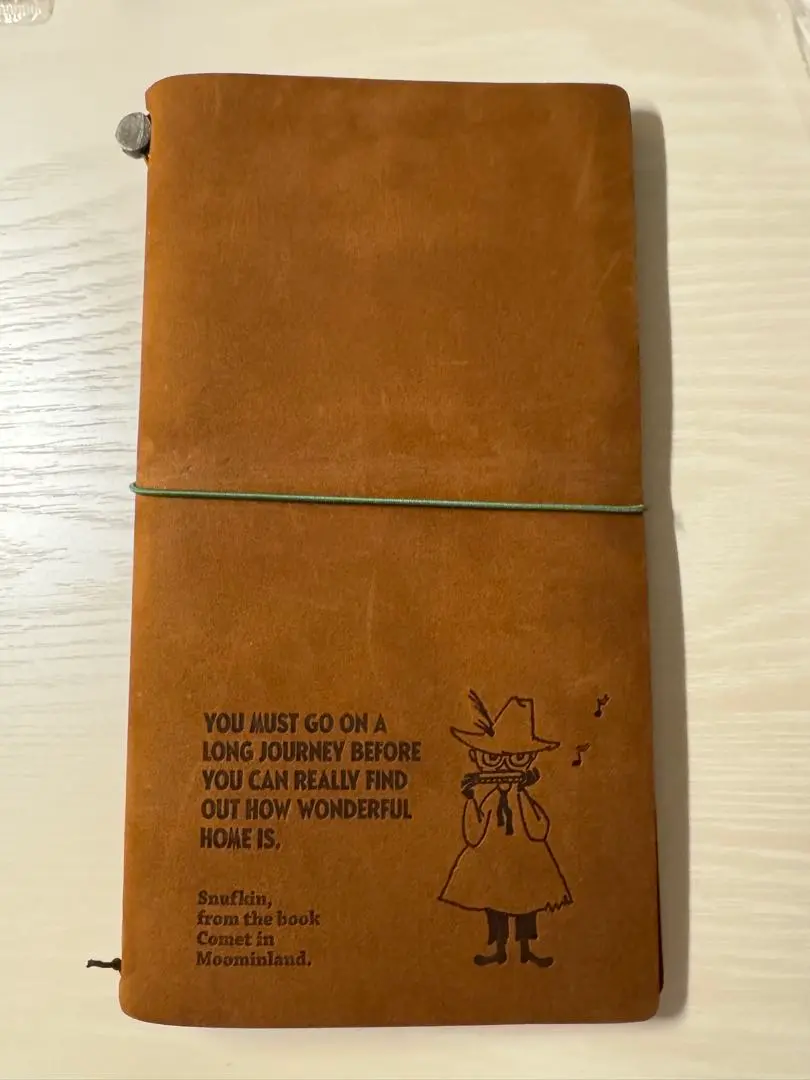 YOU MUST GO ON A
LONG JOURNEY BEFORE
YOU CAN REALLY FIND
OUT HOW WONDERFUL
HOME IS.
Snufkin,
from the book
Comet in
Moominland.